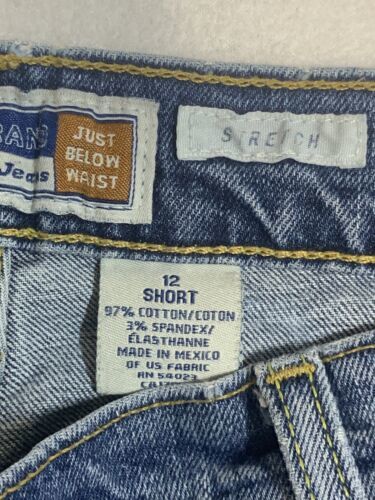 JUST
BELOW
WAIST
Jeans
STRETCH
12
SHORT
97% COTTON/COTON
3% SPANDEX/
ÉLASTHANNE
MADE IN MEXICO
OF US FABRIC
RN 54023